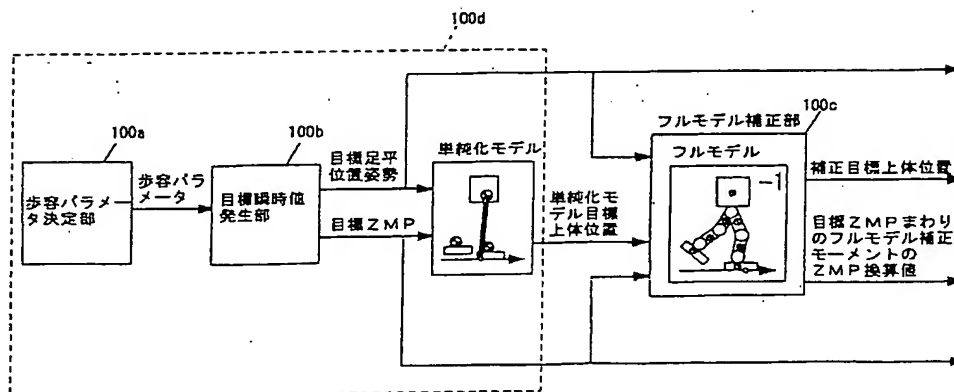 100d
100a
歩容パラメ
ータ決定部
歩容パラ
メータ
100b
目標瞬時値
発生部
目標足平
位置姿勢
目標ZMP
単純化モデル
単純化モ
デル目標
上体位置
100c
フルモデル補正部
フルモデル
-1
補正目標上体位置
目標ZMPまわり
のフルモデル補正
モーメントの
ZMP換算値